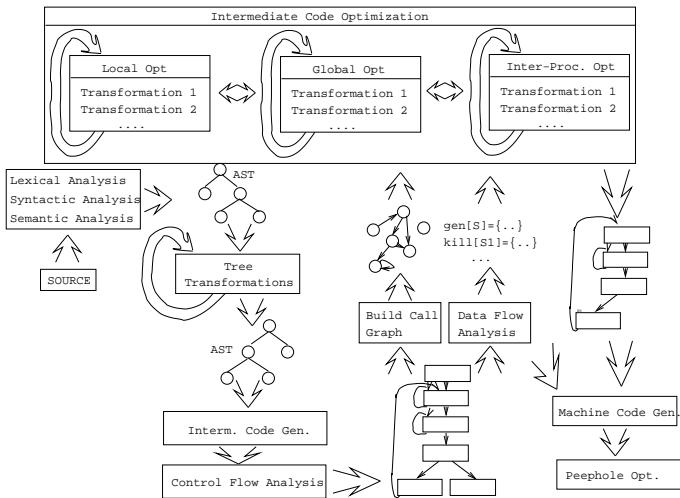 Intermediate Code Optimization
Local Opt
Transformation 1
Transformation 2
....
Global Opt
Transformation 1
Transformation 2
....
Inter-Proc. Opt
Transformation 1
Transformation 2
....
Lexical Analysis
Syntactic Analysis
Semantic Analysis
SOURCE
AST
Tree
Transformations
AST
Interm. Code Gen.
Control Flow Analysis
gen[S]={..}
kill[S1]={..}
...
Build Call
Graph
Data Flow
Analysis
Machine Code Gen.
Peephole Opt.